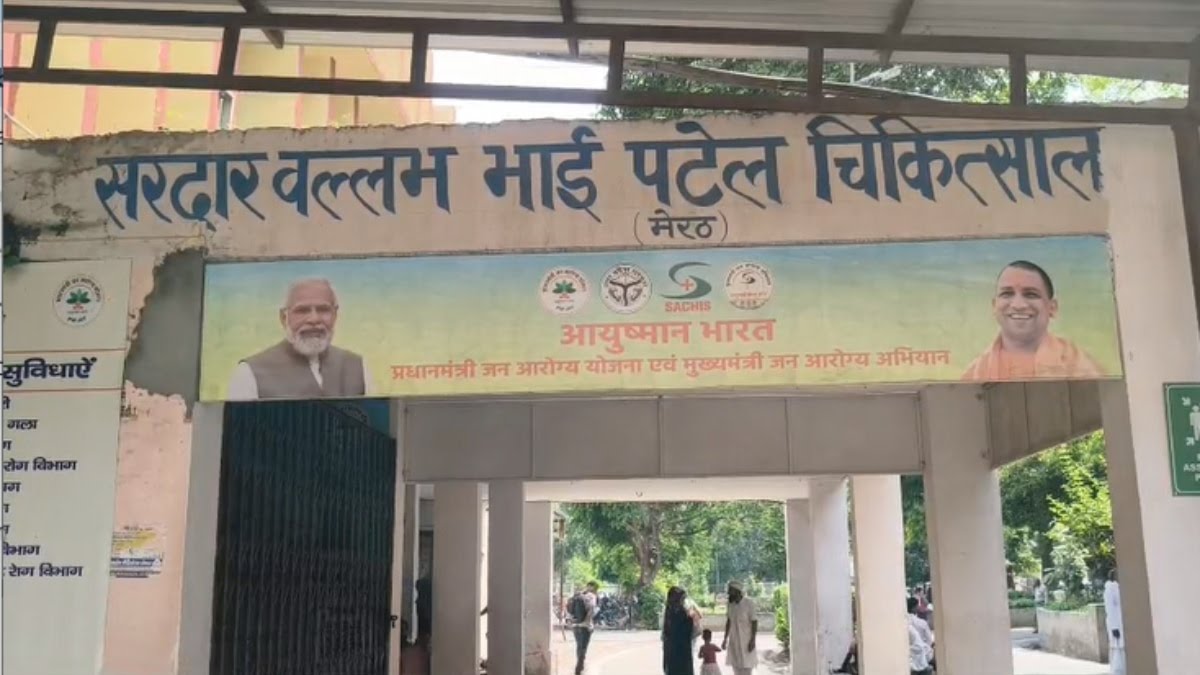 सरदार वल्लभ भाई पटेल चिकित्साल
(मेरठ)
SACHIS
आयुष्मान भारत
प्रधानमंत्री जन आरोग्य योजना एवं मुख्यमंत्री जन आरोग्य अभियान
सुविधाऐं
गला
रोग विभाग
विभाग
रोग विभाग